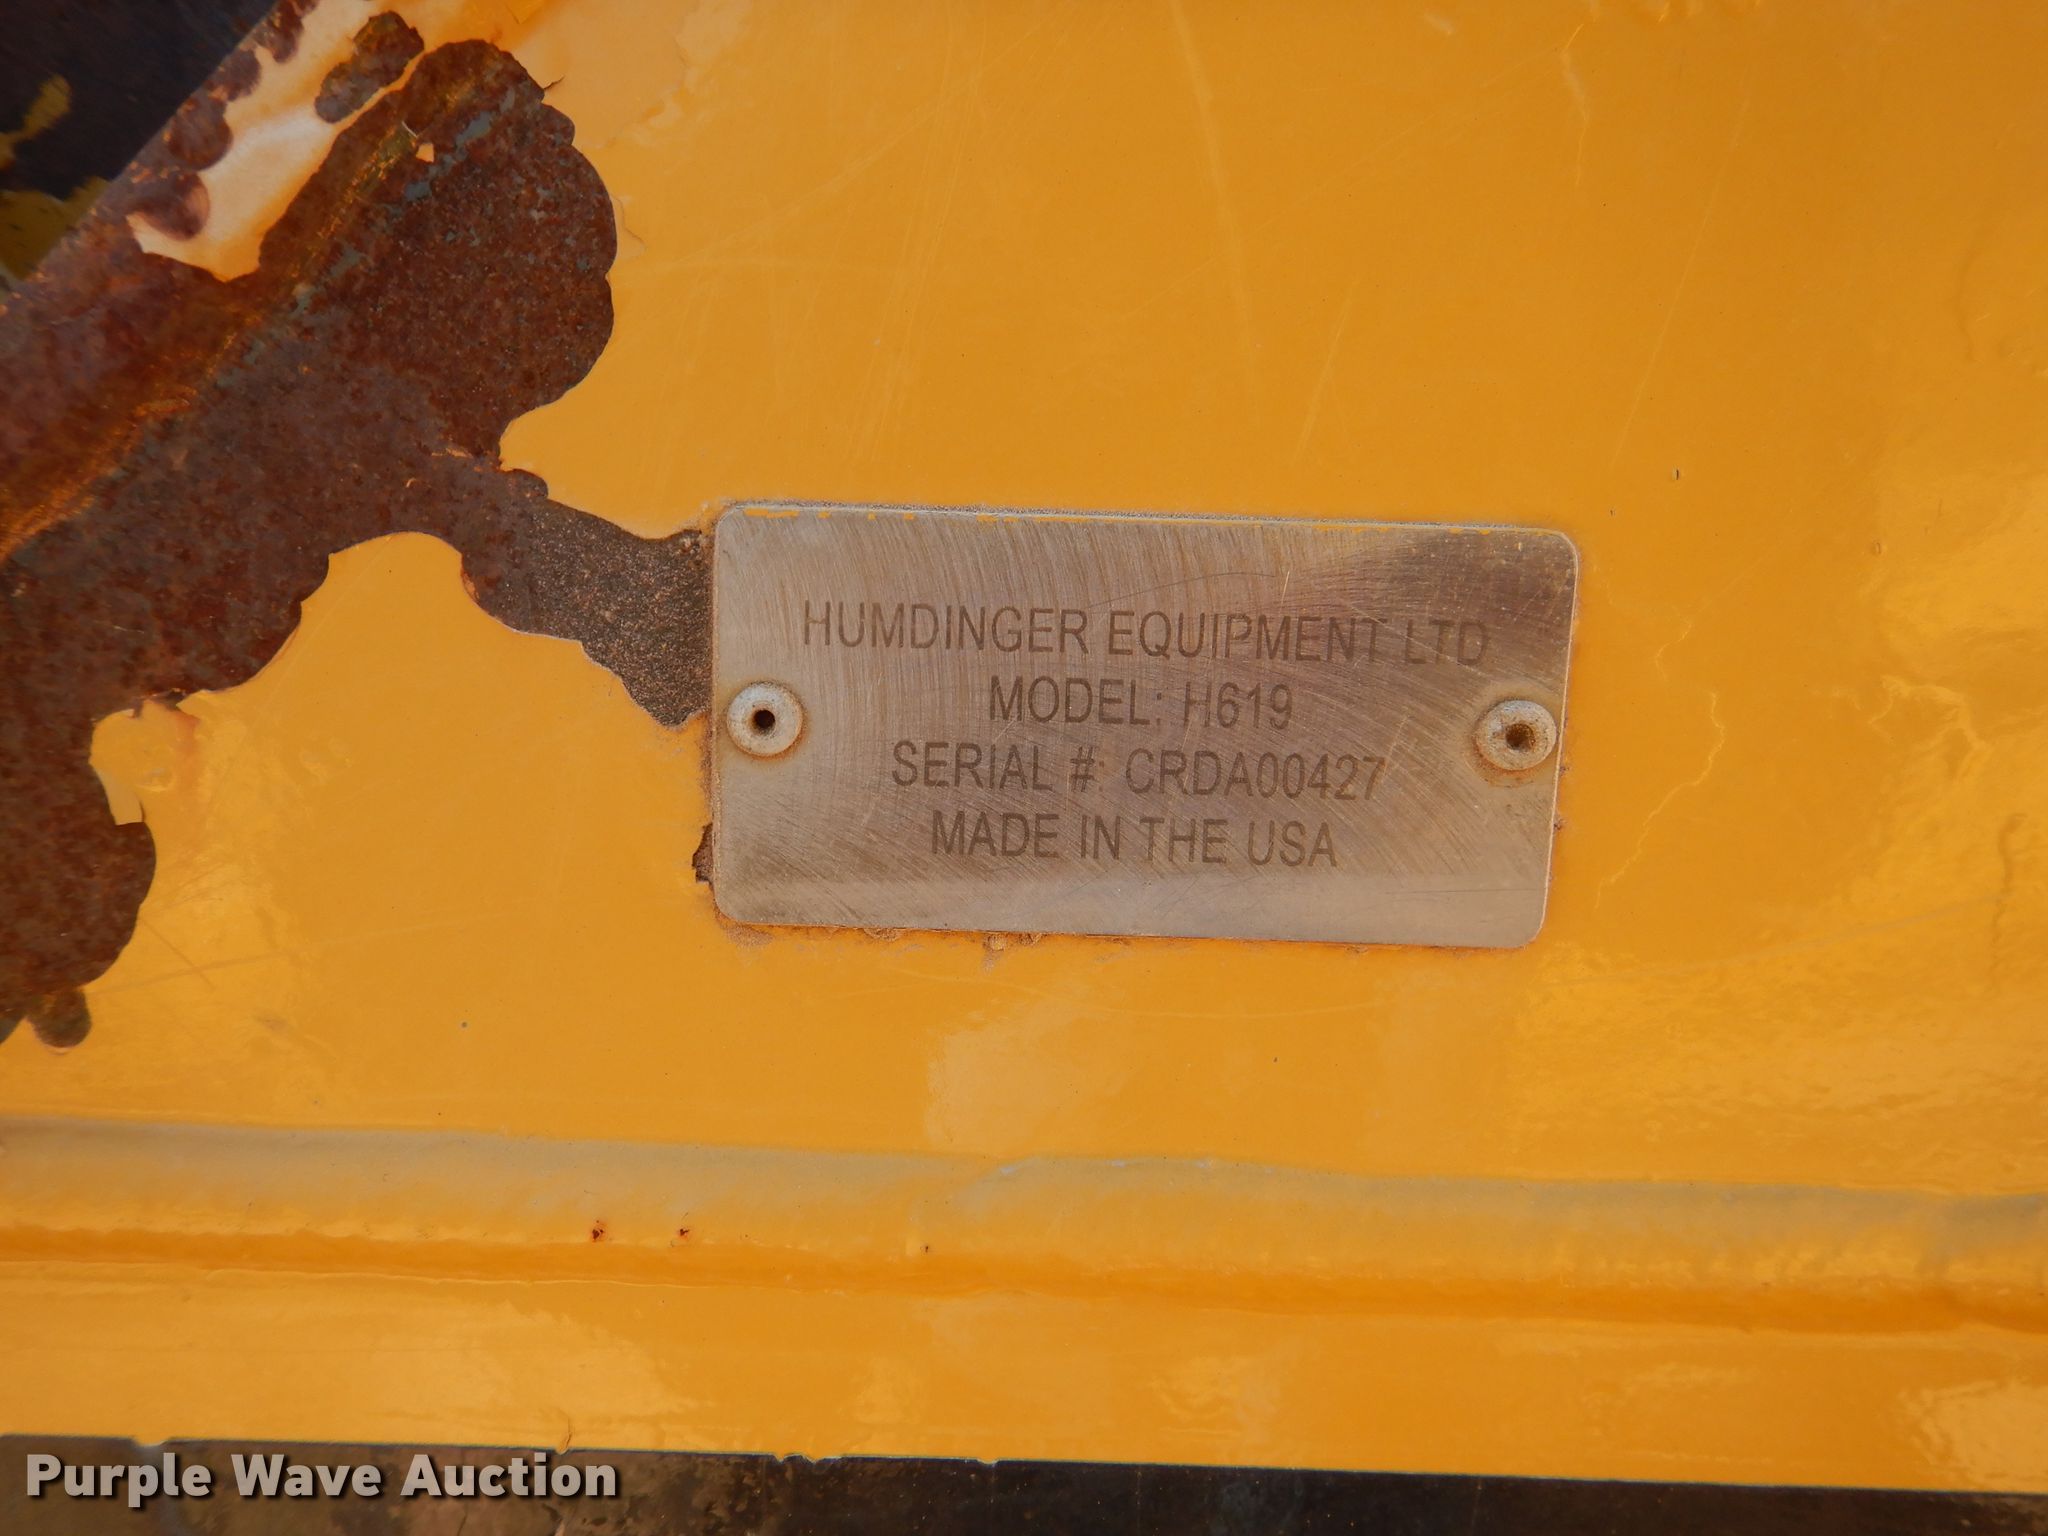 HUMDINGER EQUIPMENT LTD
MODEL: H619
SERIAL #: CRDA00427
MADE IN THE USA
Purple Wave Auction